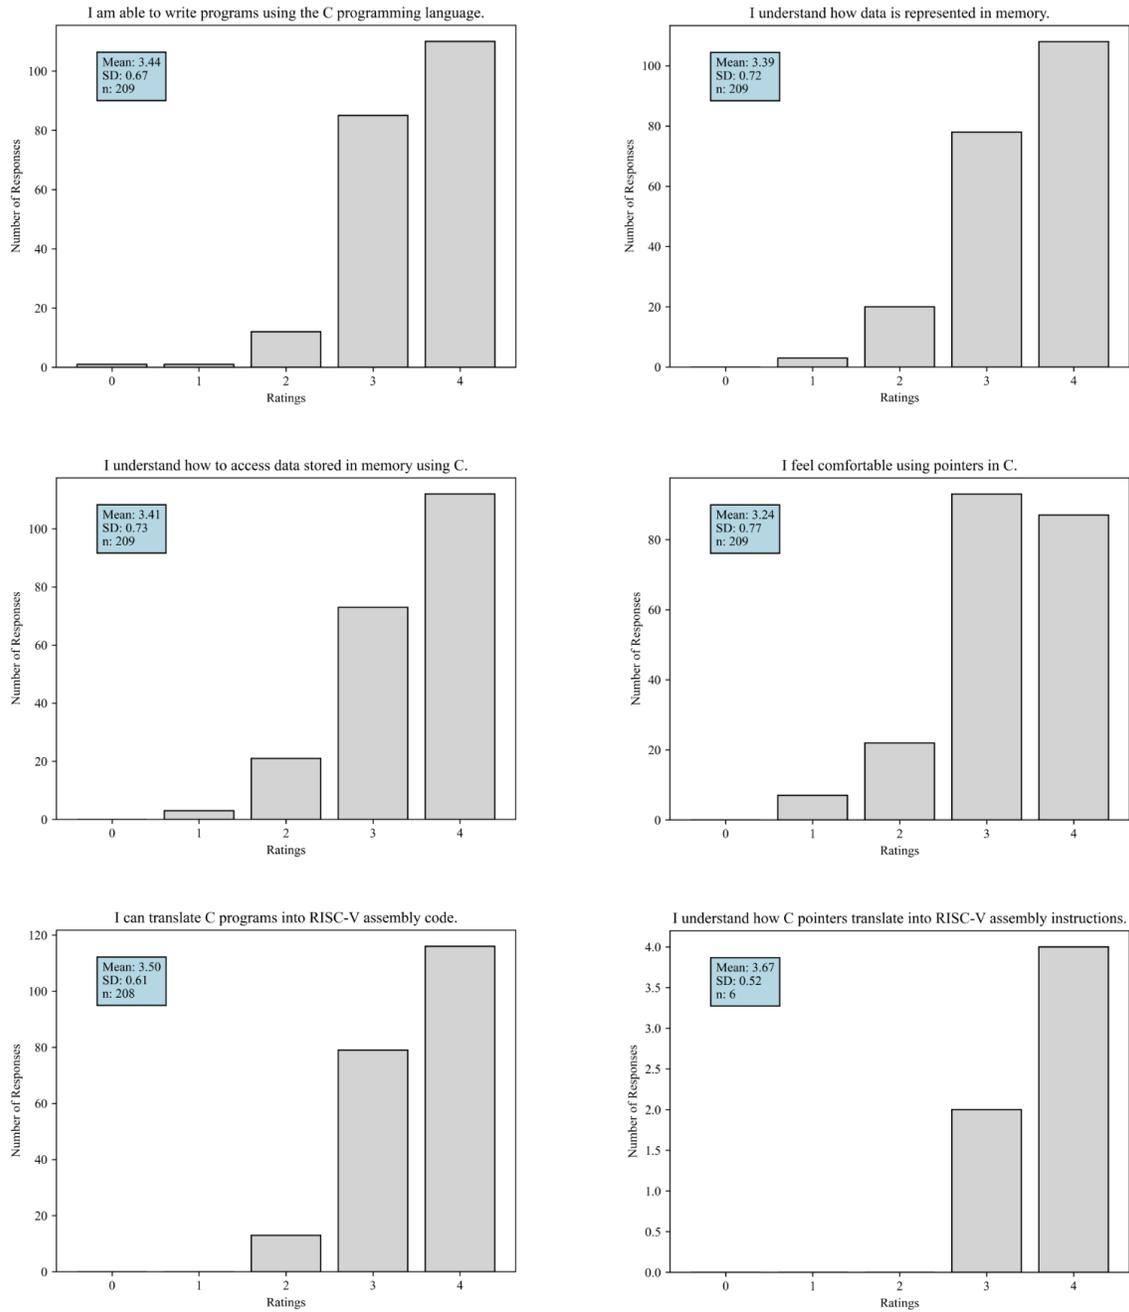 I am able to write programs using the C programming language.
Mean: 3.44
SD: 0.67
n: 209
Number of Responses
100
80
60
40
20
0
0 1 2 3 4
Ratings
I understand how data is represented in memory.
Mean: 3.39
SD: 0.72
n: 209
Number of Responses
100
80
60
40
20
0
0 1 2 3 4
Ratings
I understand how to access data stored in memory using C.
Mean: 3.41
SD: 0.73
n: 209
Number of Responses
100
80
60
40
20
0
0 1 2 3 4
Ratings
I feel comfortable using pointers in C.
Mean: 3.24
SD: 0.77
n: 209
Number of Responses
80
60
40
20
0
0 1 2 3 4
Ratings
I can translate C programs into RISC-V assembly code.
Mean: 3.50
SD: 0.61
n: 208
Number of Responses
120
100
80
60
40
20
0
0 1 2 3 4
Ratings
I understand how C pointers translate into RISC-V assembly instructions.
Mean: 3.67
SD: 0.52
n: 6
Number of Responses
4.0
3.5
3.0
2.5
2.0
1.5
1.0
0.5
0.0
0 1 2 3 4
Ratings